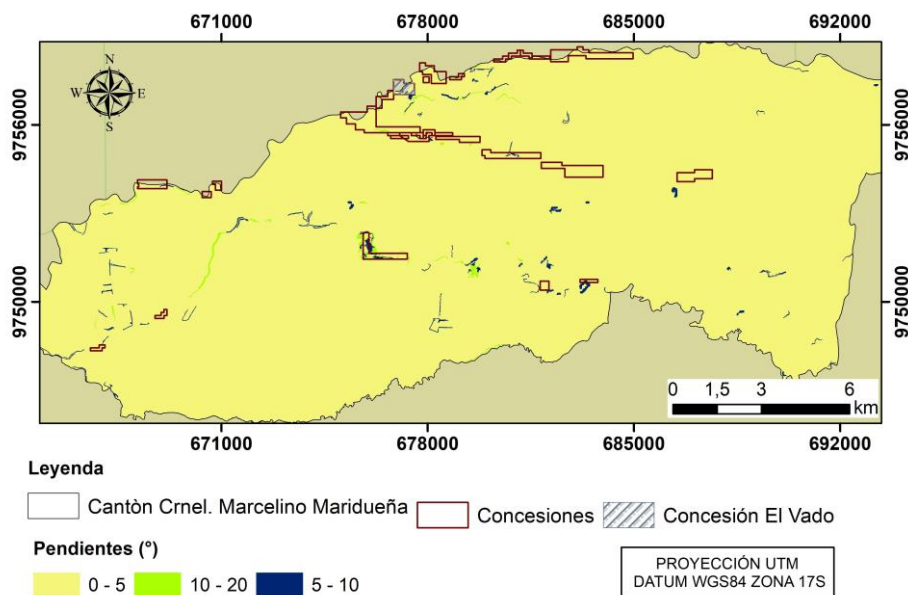 671000 678000 685000 692000
N
W E
S
9756000 9756000
9750000 9750000
0 1,5 3 6
km
671000 678000 685000 692000
Leyenda
Cantòn Crnel. Marcelino Maridueña Concesiones Concesión El Vado
Pendientes (°)
0 - 5 10 - 20 5 - 10
PROYECCIÓN UTM
DATUM WGS84 ZONA 17S